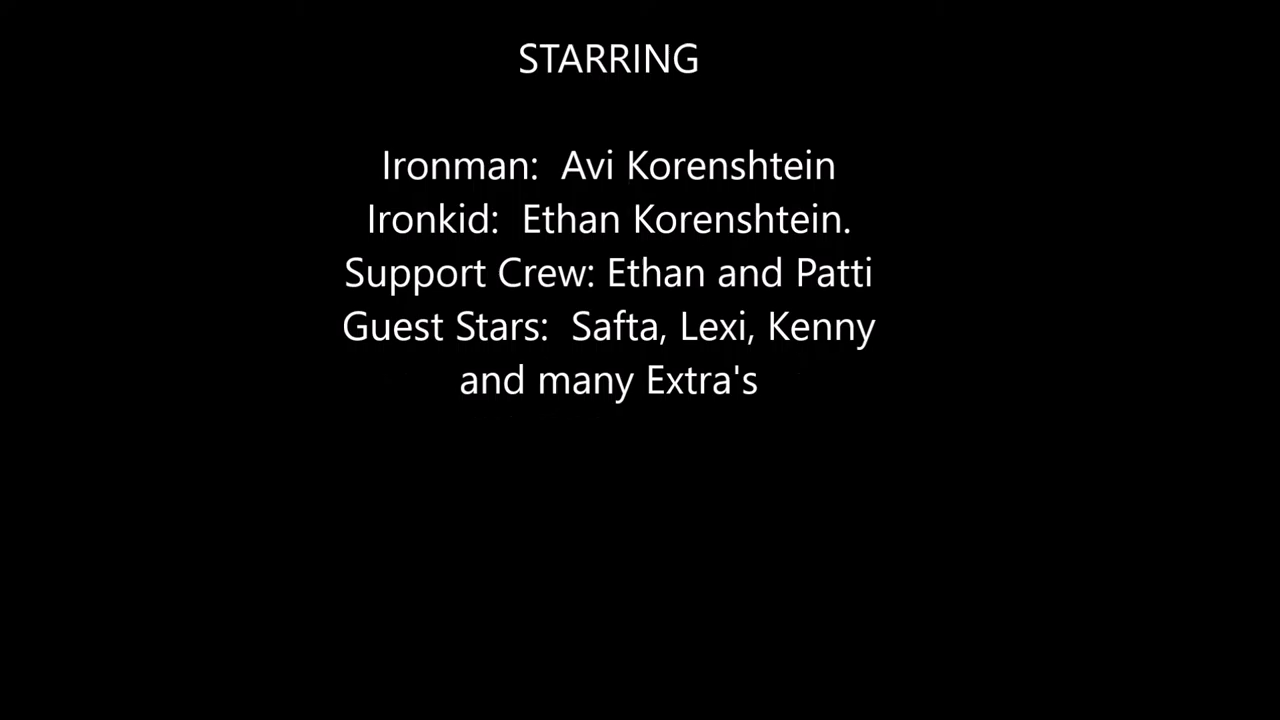 STARRING
Ironman:  Avi Korenshtein
Ironkid:  Ethan Korenshtein.
Support Crew: Ethan and Patti
Guest Stars:  Safta, Lexi, Kenny
and many Extra's